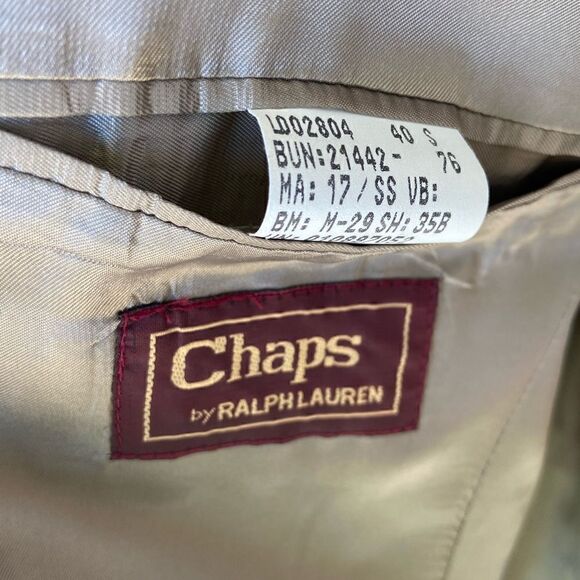 LD02804 40 S
BUN:21442- 76
MA: 17/SS VB:
BM: M-29 SH: 35B
Chaps
by RALPH LAUREN